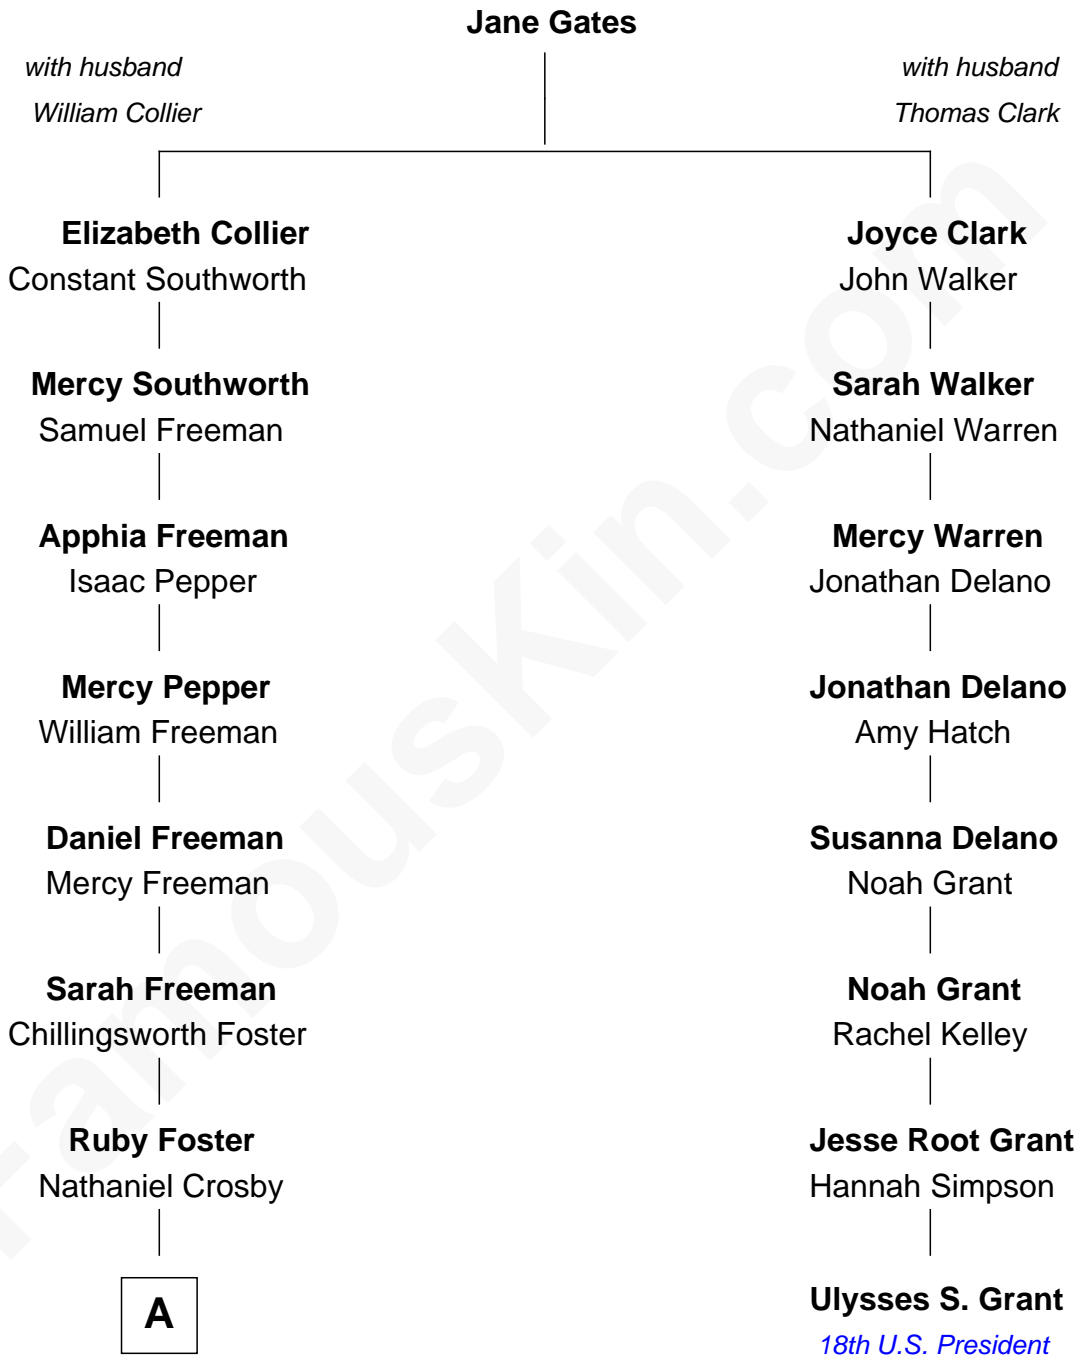 Jane Gates
with husband
William Collier
with husband
Thomas Clark
Elizabeth Collier
Constant Southworth
Joyce Clark
John Walker
Mercy Southworth
Samuel Freeman
Sarah Walker
Nathaniel Warren
Apphia Freeman
Isaac Pepper
Mercy Warren
Jonathan Delano
Mercy Pepper
William Freeman
Jonathan Delano
Amy Hatch
Daniel Freeman
Mercy Freeman
Susanna Delano
Noah Grant
Sarah Freeman
Chillingsworth Foster
Noah Grant
Rachel Kelley
Ruby Foster
Nathaniel Crosby
Jesse Root Grant
Hannah Simpson
A
Ulysses S. Grant
18th U.S. President
FamousKin.com